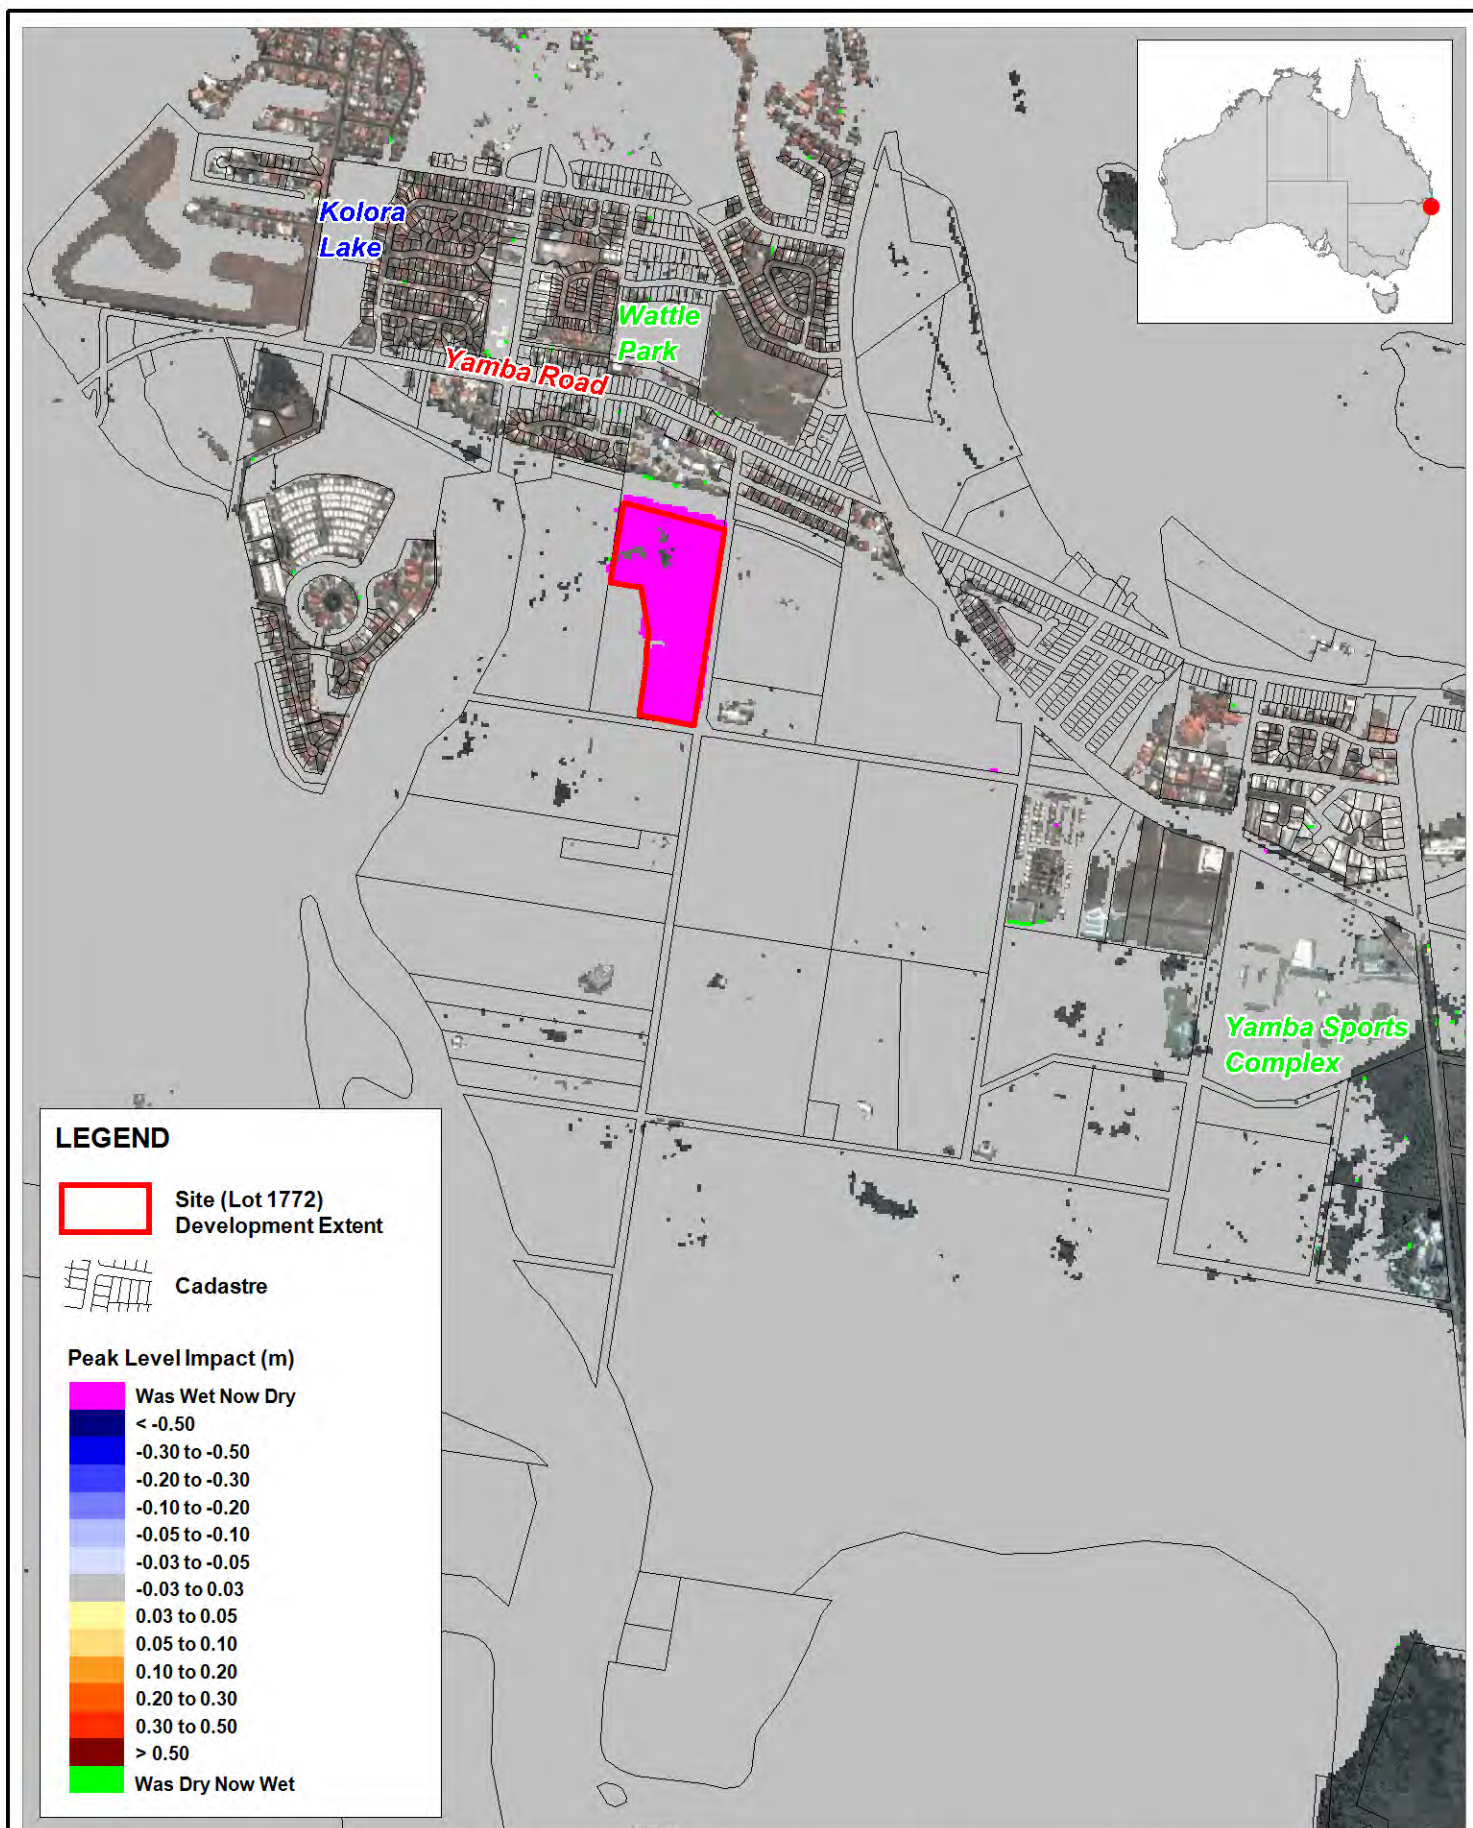 Kolora
Lake
Wattle
Park
Yamba Road
Yamba Sports
Complex
LEGEND
Site (Lot 1772)
Development Extent
Cadastre
Peak Level Impact (m)
Was Wet Now Dry
< -0.50
-0.30 to -0.50
-0.20 to -0.30
-0.10 to -0.20
-0.05 to -0.10
-0.03 to -0.05
-0.03 to 0.03
0.03 to 0.05
0.05 to 0.10
0.10 to 0.20
0.20 to 0.30
0.30 to 0.50
> 0.50
Was Dry Now Wet